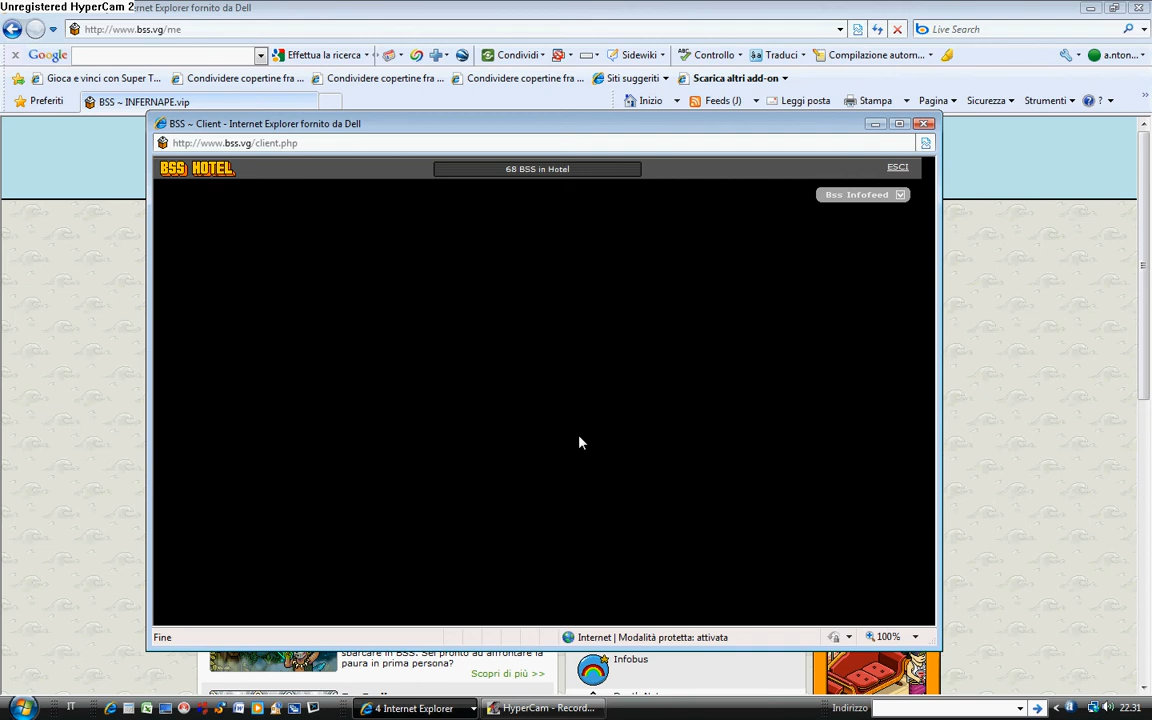 Unregistered HyperCam 2
rnet Explorer fornito da Dell
http://www.bss.vg/me
Live Search
Google
Effettua la ricerca
Condividi
Sidewiki
Controllo
Traduci
Compilazione autom...
a.nton...
Gioca e vinci con Super T...
Condividere copertine fra ...
Condividere copertine fra ...
Condividere copertine fra ...
Siti suggeriti
Scarica altri add-on
Preferiti
BSS ~ INFERNAPE.vip
Inizio
Feeds (J)
Leggi posta
Stampa
Pagina
Sicurezza
Strumenti
BSS ~ Client - Internet Explorer fornito da Dell
http://www.bss.vg/client.php
BSS HOTEL
68 BSS in Hotel
ESCI
Bss Infofeed
Fine
Internet | Modalità protetta: attivata
100%
sbarcare in BSS. Sei pronto ad affrontare la
paura in prima persona?
Scopri di più >>
Infobus
IT
4 Internet Explorer
HyperCam - Record...
Indirizzo
22.31